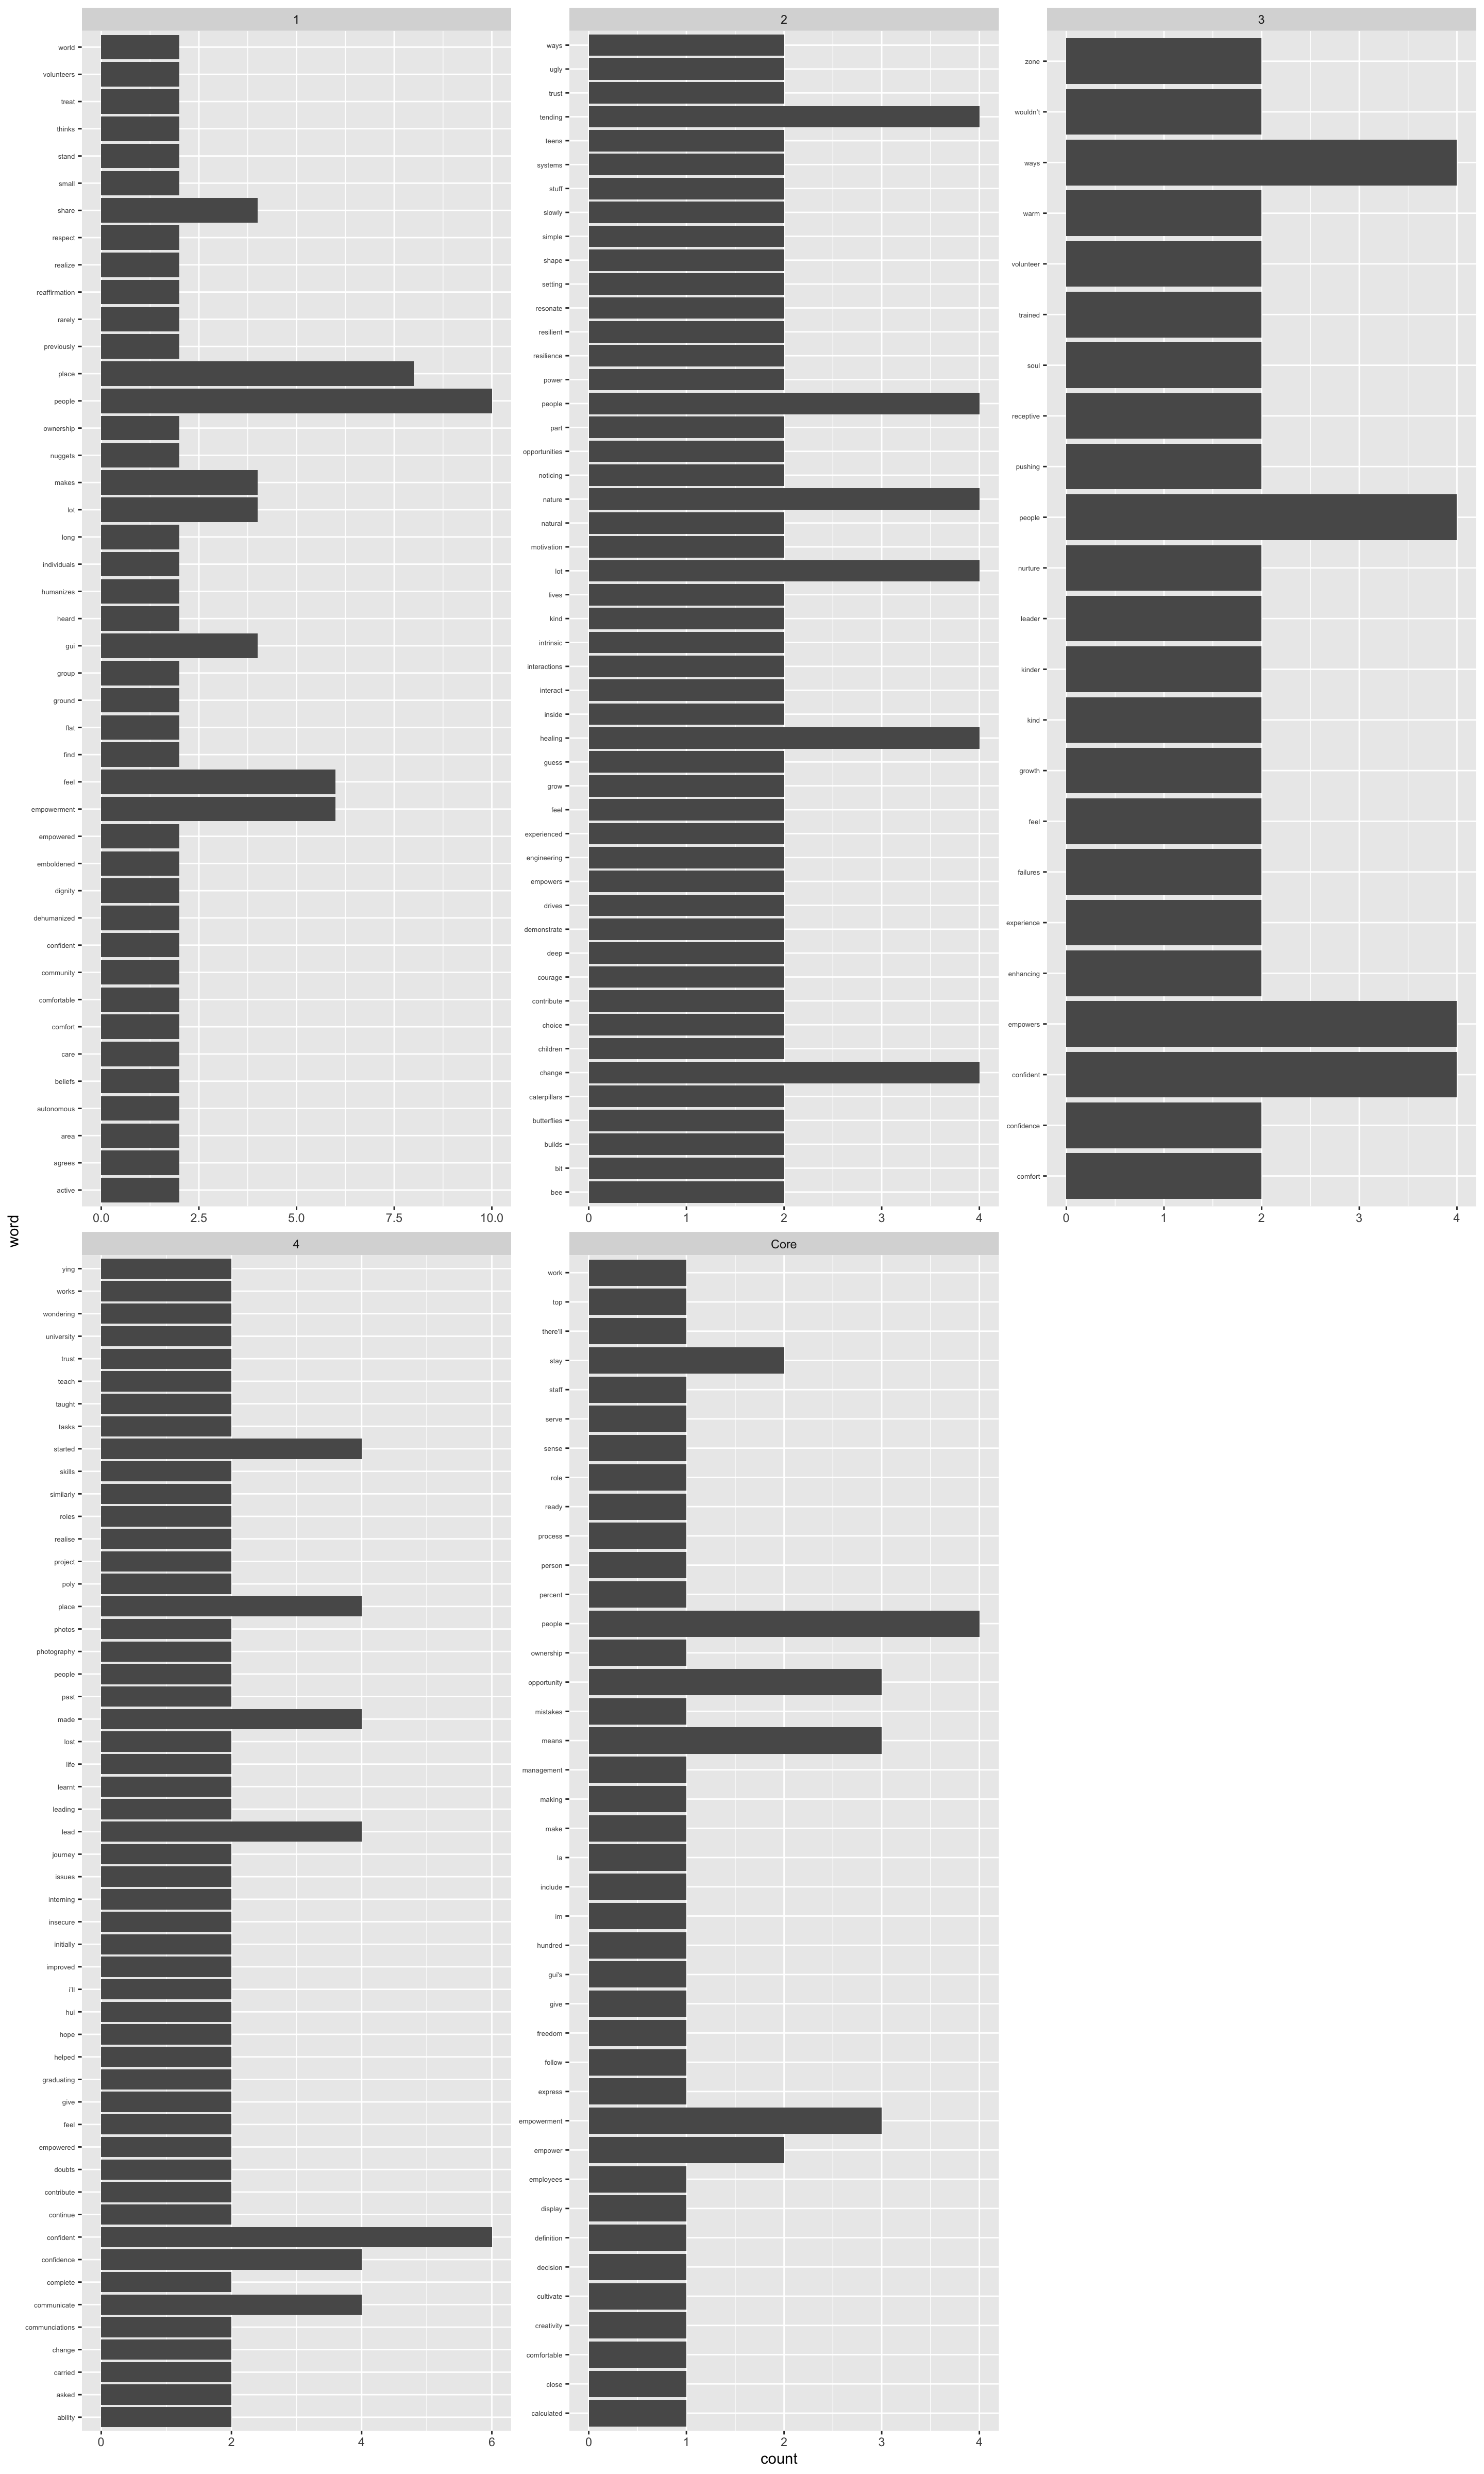 1
world
volunteers
treat
thinks
stand
small
share
respect
realize
reaffirmation
rarely
previously
place
people
ownership
nuggets
makes
lot
long
individuals
humanizes
heard
gui
group
ground
flat
find
feel
empowerment
empowered
emboldened
dignity
dehumanized
confident
community
comfortable
comfort
care
beliefs
autonomous
area
agrees
active
0.0 2.5 5.0 7.5 10.0
2
ways
ugly
trust
tending
teens
systems
stuff
slowly
simple
shape
setting
resonate
resilient
resilience
power
people
part
opportunities
noticing
nature
natural
motivation
lot
lives
kind
intrinsic
interactions
interact
inside
healing
guess
grow
feel
experienced
engineering
empowers
drives
demonstrate
deep
courage
contribute
choice
children
change
caterpillars
butterflies
builds
bit
bee
0 1 2 3 4
3
zone
wouldn't
ways
warm
volunteer
trained
soul
receptive
pushing
people
nurture
leader
kinder
kind
growth
feel
failures
experience
enhancing
empowers
confident
confidence
comfort
0 1 2 3 4
word
4
ying
works
wondering
university
trust
teach
taught
tasks
started
skills
similarly
roles
realise
project
poly
place
photos
photography
people
past
made
lost
life
learnt
leading
lead
journey
issues
interning
insecure
initially
improved
i'll
hui
hope
helped
graduating
give
feel
empowered
doubts
contribute
continue
confident
confidence
complete
communicate
communciations
change
carried
asked
ability
0 2 4 6
Core
work
top
there'll
stay
staff
serve
sense
role
ready
process
person
percent
people
ownership
opportunity
mistakes
means
management
making
make
la
include
im
hundred
gui's
give
freedom
follow
express
empowerment
empower
employees
display
definition
decision
cultivate
creativity
comfortable
close
calculated
0 1 2 3 4
count